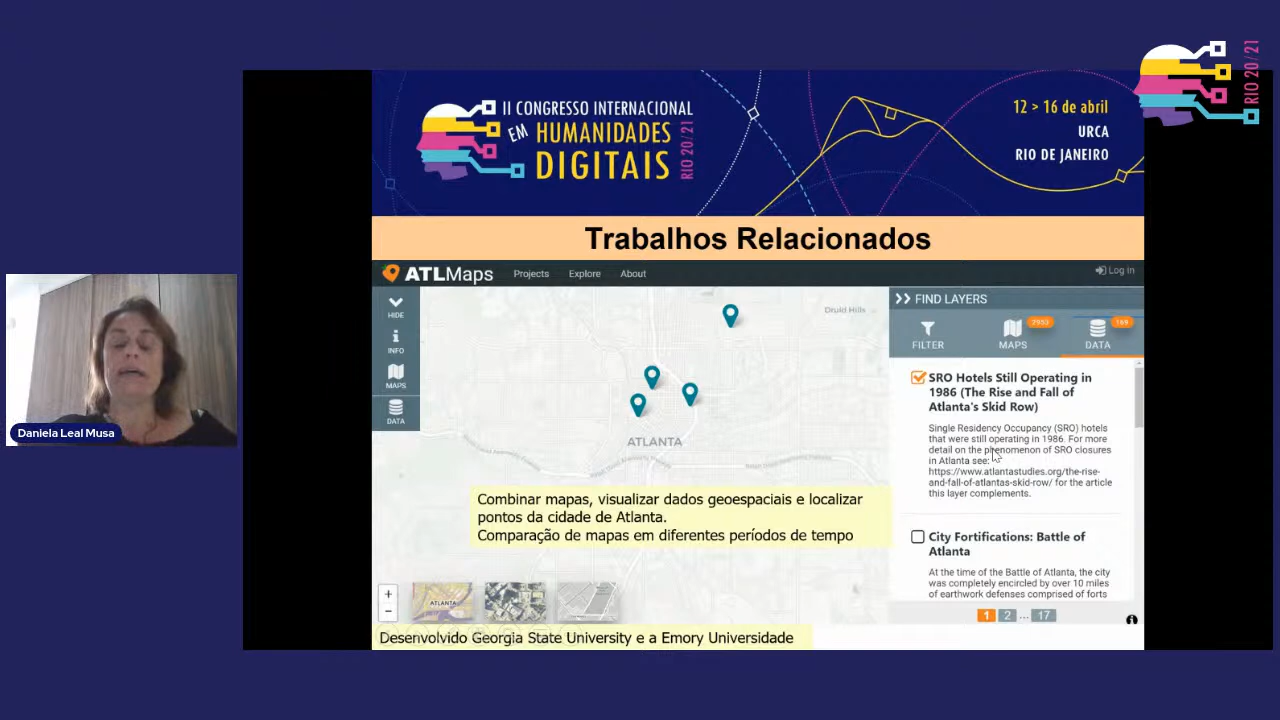 RIO 20/21
II CONGRESSO INTERNACIONAL
EM HUMANIDADES
DIGITAIS
RIO 20/21
12 > 16 de abril
URCA
RIO DE JANEIRO
Trabalhos Relacionados
ATLMaps
Projects
Explore
About
Log in
HIDE
INFO
MAPS
DATA
Druid Hills
ATLANTA
FIND LAYERS
FILTER
MAPS
2953
DATA
169
SRO Hotels Still Operating in
1986 (The Rise and Fall of
Atlanta's Skid Row)
Single Residency Occupancy (SRO) hotels
that were still operating in 1986. For more
detail on the phenomenon of SRO closures
in Atlanta see:
https://www.atlantastudies.org/the-rise-
and-fall-of-atlantas-skid-row/ for the article
this layer complements.
City Fortifications: Battle of
Atlanta
At the time of the Battle of Atlanta, the city
was completely encircled by over 10 miles
of earthwork defenses comprised of forts
1 2 ... 17
Combinar mapas, visualizar dados geoespaciais e localizar
pontos da cidade de Atlanta.
Comparação de mapas em diferentes períodos de tempo
+
−
ATLANTA
Desenvolvido Georgia State University e a Emory Universidade
Daniela Leal Musa